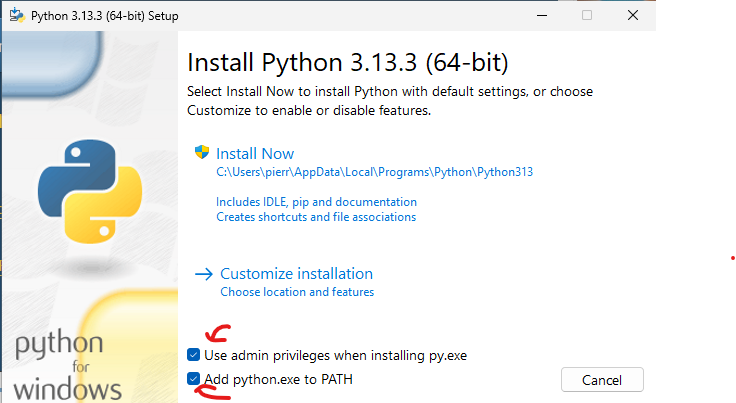 Python 3.13.3 (64-bit) Setup
Install Python 3.13.3 (64-bit)
Select Install Now to install Python with default settings, or choose
Customize to enable or disable features.
Install Now
C:\Users\pierr\AppData\Local\Programs\Python\Python313
Includes IDLE, pip and documentation
Creates shortcuts and file associations
Customize installation
Choose location and features
Use admin privileges when installing py.exe
Add python.exe to PATH
Cancel
python
for
windows